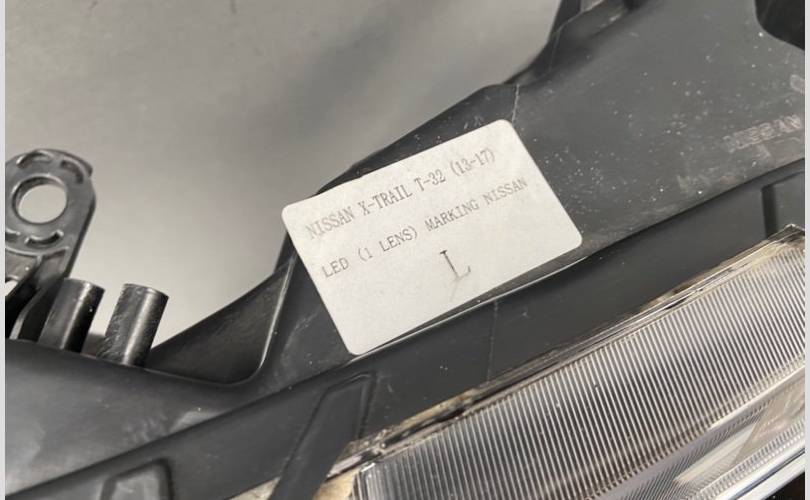 NISSAN X-TRAIL T-32 (13-17)
LED (1 LENS) MARKING NISSAN
L